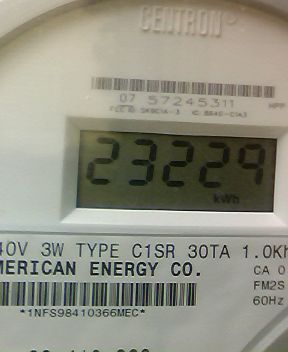 CENTRON®
07 57245311
23229
kWh
40V 3W TYPE C1SR 30TA 1.0Kh
MERICAN ENERGY CO.
CA 0
FM2S
60Hz
*1NFS98410366MEC*